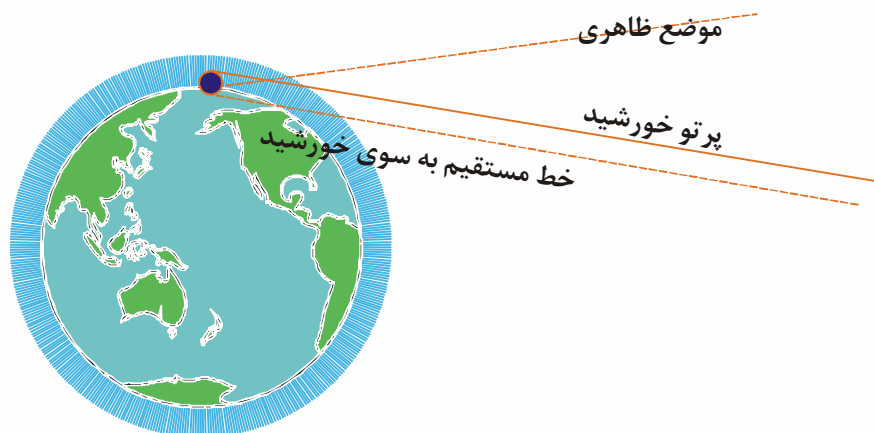 موضع ظاهری
پرتو خورشید
خط مستقیم به سوی خورشید